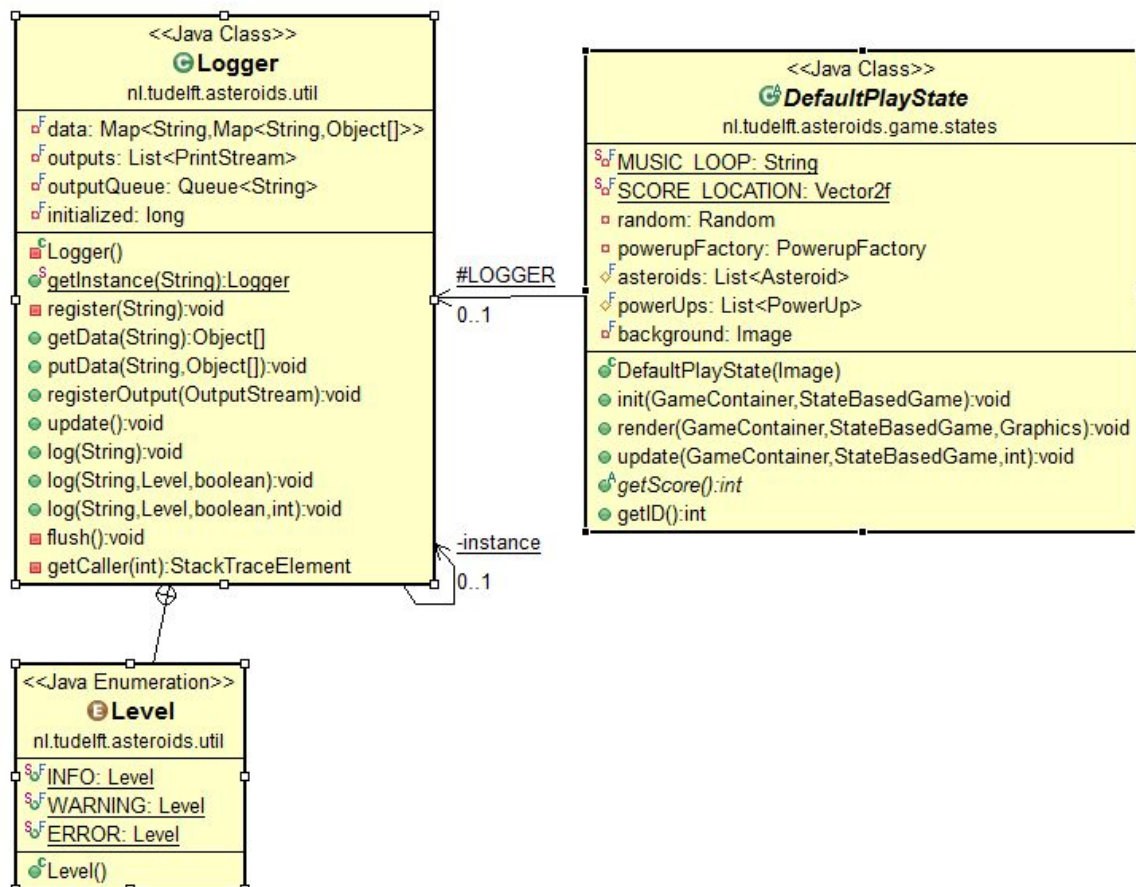 <<Java Class>>
Logger
nl.tudelft.asteroids.util
data: Map<String,Map<String,Object[]>>
outputs: List<PrintStream>
outputQueue: Queue<String>
initialized: long
Logger()
getInstance(String):Logger
register(String):void
getData(String):Object[]
putData(String,Object[]):void
registerOutput(OutputStream):void
update():void
log(String):void
log(String,Level,boolean):void
log(String,Level,boolean,int):void
flush():void
getCaller(int):StackTraceElement
#LOGGER
0..1
-instance
0..1
<<Java Class>>
DefaultPlayState
nl.tudelft.asteroids.game.states
MUSIC_LOOP: String
SCORE_LOCATION: Vector2f
random: Random
powerupFactory: PowerupFactory
asteroids: List<Asteroid>
powerUps: List<PowerUp>
background: Image
DefaultPlayState(Image)
init(GameContainer,StateBasedGame):void
render(GameContainer,StateBasedGame,Graphics):void
update(GameContainer,StateBasedGame,int):void
getScore():int
getID():int
<<Java Enumeration>>
Level
nl.tudelft.asteroids.util
INFO: Level
WARNING: Level
ERROR: Level
Level()